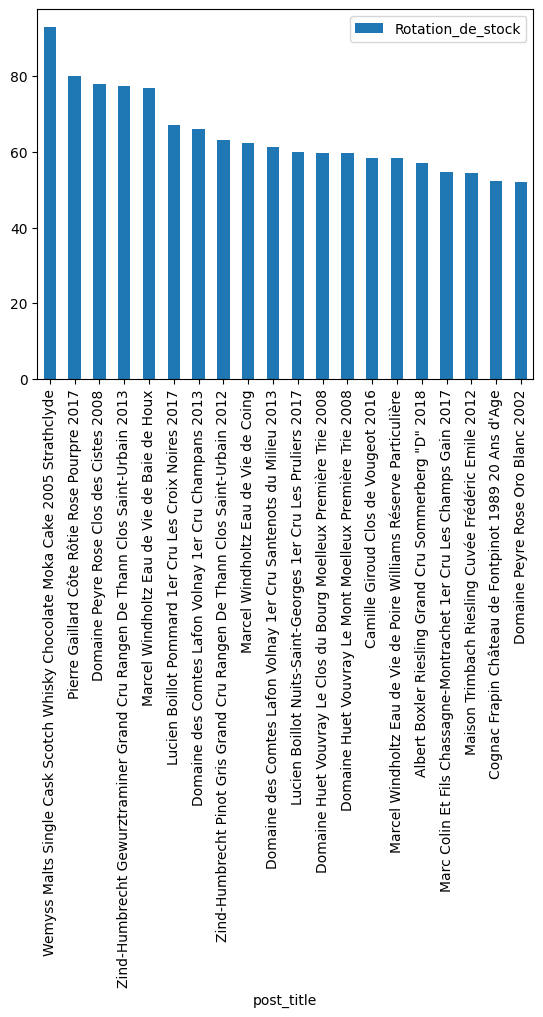 Rotation_de_stock
80
60
40
20
0
Wemyss Malts Single Cask Scotch Whisky Chocolate Moka Cake 2005 Strathclyde
Pierre Gaillard Côte Rôtie Rose Pourpre 2017
Domaine Peyre Rose Clos des Cistes 2008
Zind-Humbrecht Gewurztraminer Grand Cru Rangen De Thann Clos Saint-Urbain 2013
Marcel Windholtz Eau de Vie de Baie de Houx
Lucien Boillot Pommard 1er Cru Les Croix Noires 2017
Domaine des Comtes Lafon Volnay 1er Cru Champans 2013
Zind-Humbrecht Pinot Gris Grand Cru Rangen De Thann Clos Saint-Urbain 2012
Marcel Windholtz Eau de Vie de Coing
Domaine des Comtes Lafon Volnay 1er Cru Santenots du Milieu 2013
Lucien Boillot Nuits-Saint-Georges 1er Cru Les Pruliers 2017
Domaine Huet Vouvray Le Clos du Bourg Moelleux Première Trie 2008
Domaine Huet Vouvray Le Mont Moelleux Première Trie 2008
Camille Giroud Clos de Vougeot 2016
Marcel Windholtz Eau de Vie de Poire Williams Réserve Particulière
Albert Boxler Riesling Grand Cru Sommerberg "D" 2018
Marc Colin Et Fils Chassagne-Montrachet 1er Cru Les Champs Gain 2017
Maison Trimbach Riesling Cuvée Frédéric Emile 2012
Cognac Frapin Château de Fontpinot 1989 20 Ans d'Age
Domaine Peyre Rose Oro Blanc 2002
post_title